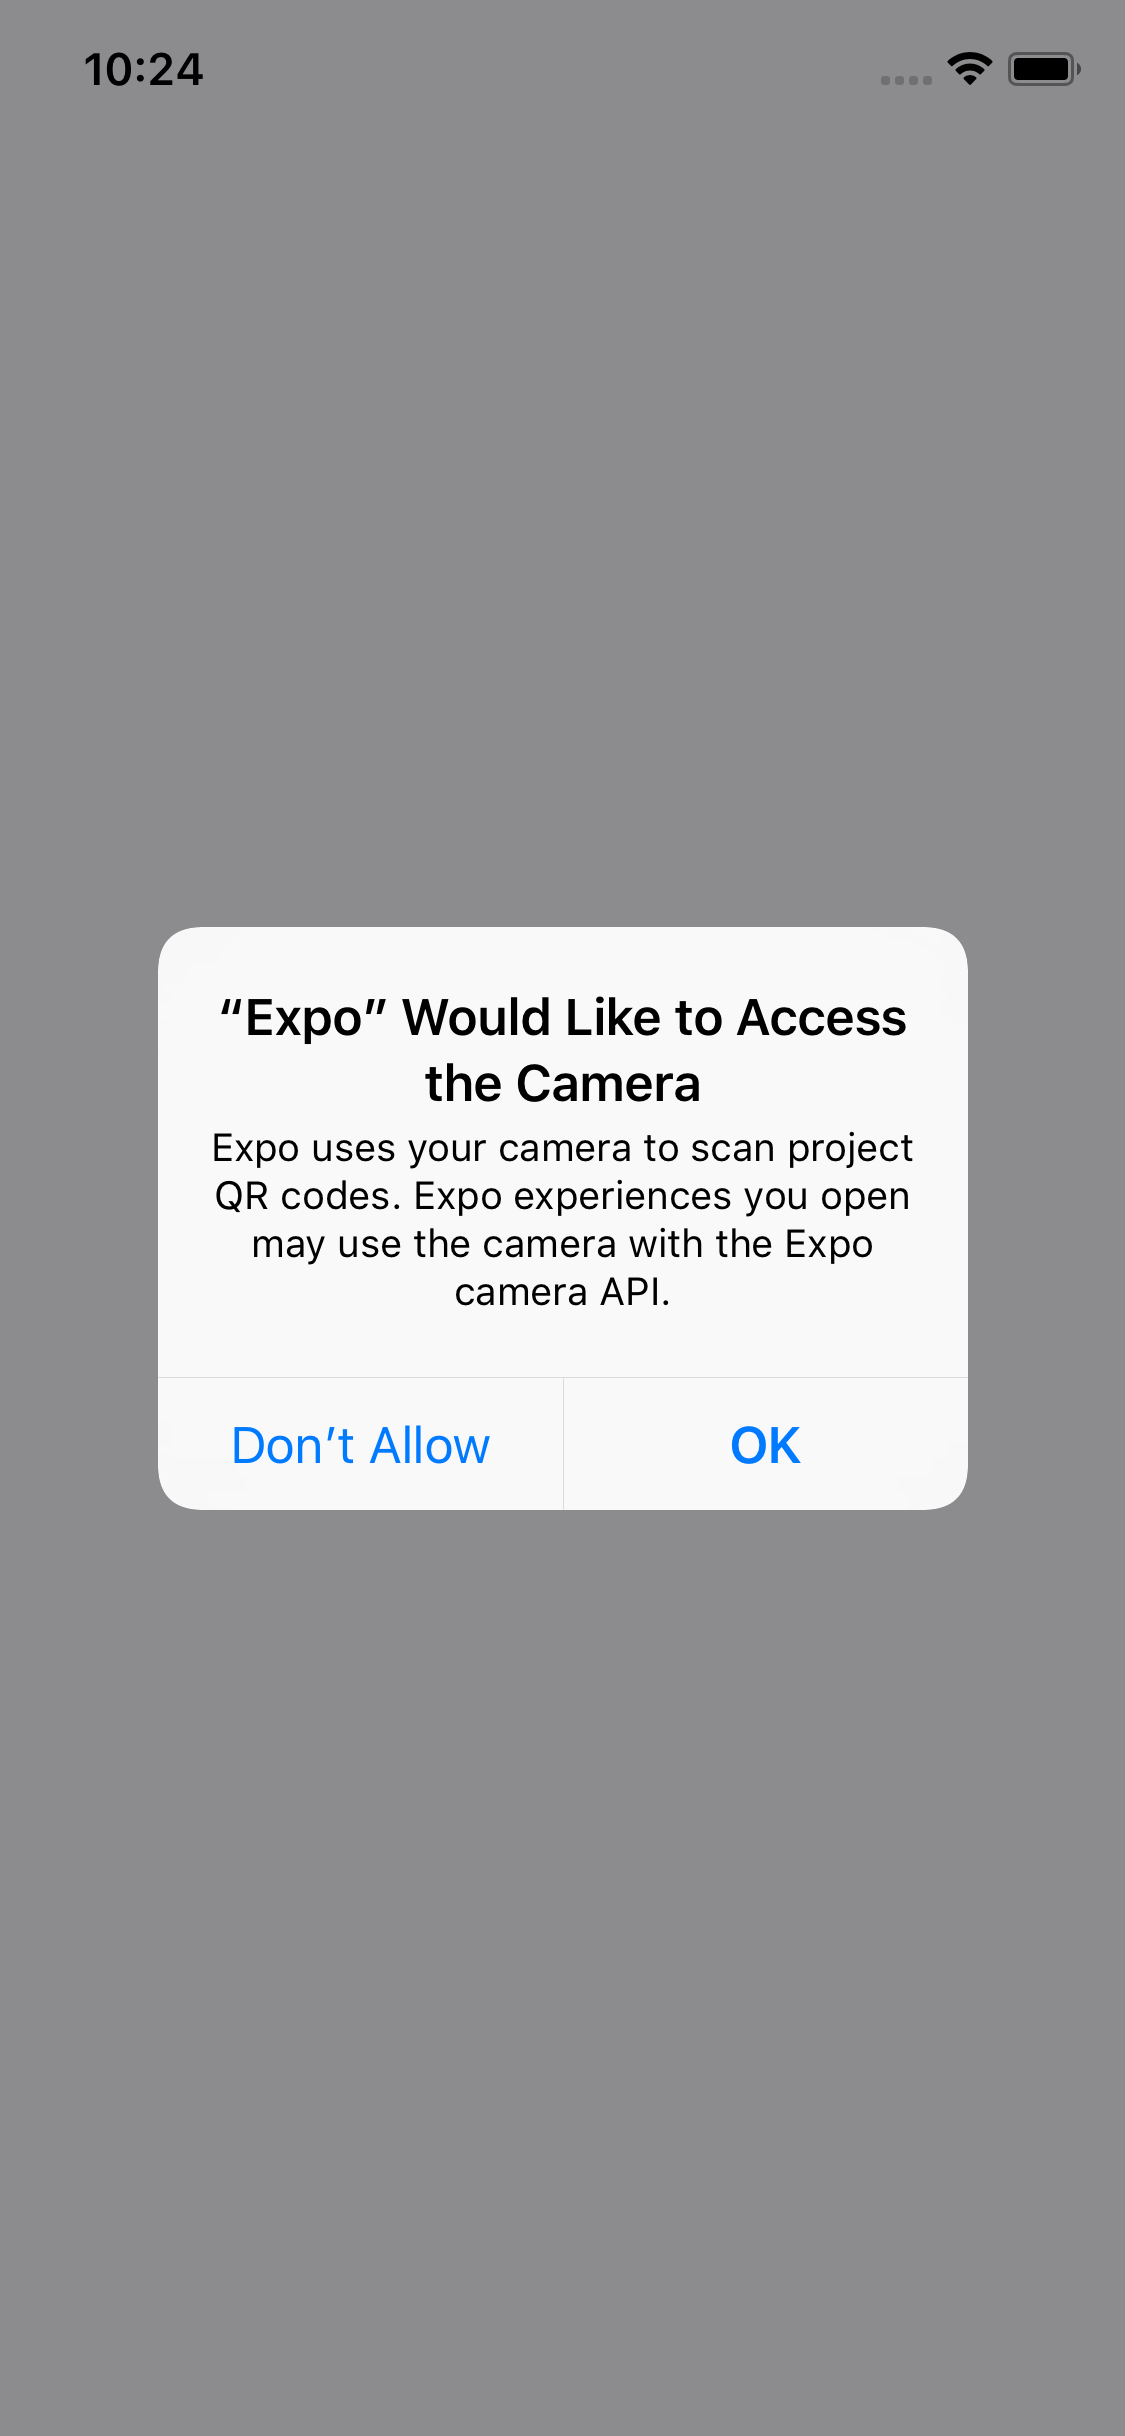 10:24
“Expo” Would Like to Access
the Camera
Expo uses your camera to scan project
QR codes. Expo experiences you open
may use the camera with the Expo
camera API.
Don’t Allow
OK